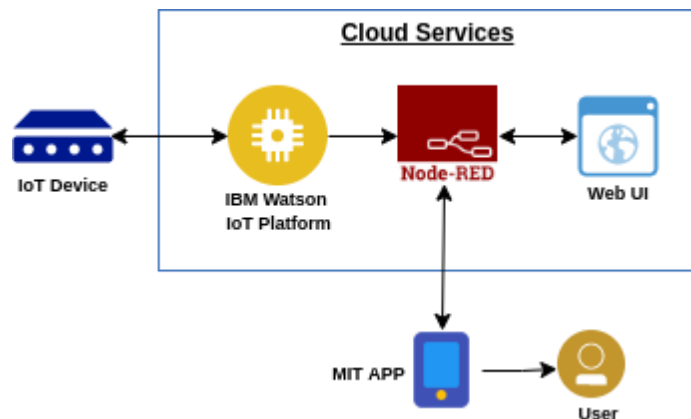 Cloud Services
IoT Device
IBM Watson
IoT Platform
Node-RED
Web UI
MIT APP
User